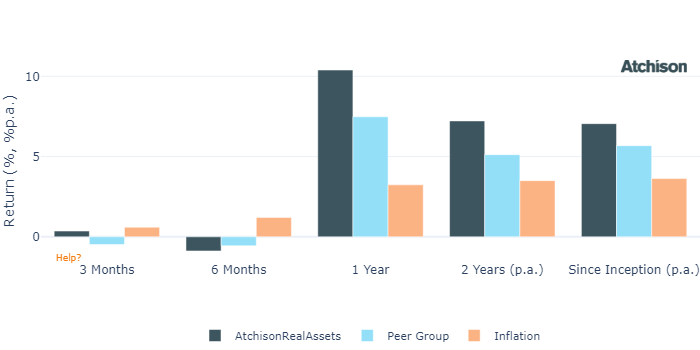 Atchison
Return (%, %p.a.)
10
5
0
Help?
3 Months
6 Months
1 Year
2 Years (p.a.)
Since Inception (p.a.)
AtchisonRealAssets
Peer Group
Inflation